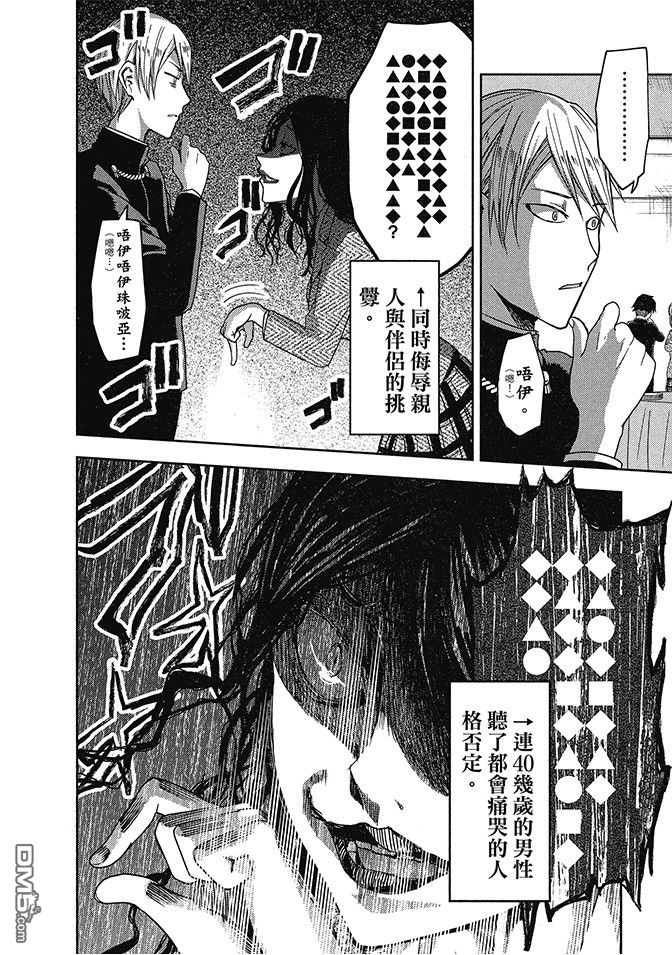 ………
唔伊。
（嗯！）
？
↑同時侮辱親
人與伴侶的挑
釁。
ゴゴ
ゴゴ
唔伊唔伊珠啵亞…
（嗯嗯…）
→連40幾歲的男性
聽了都會痛哭的人
格否定。
DM5.com